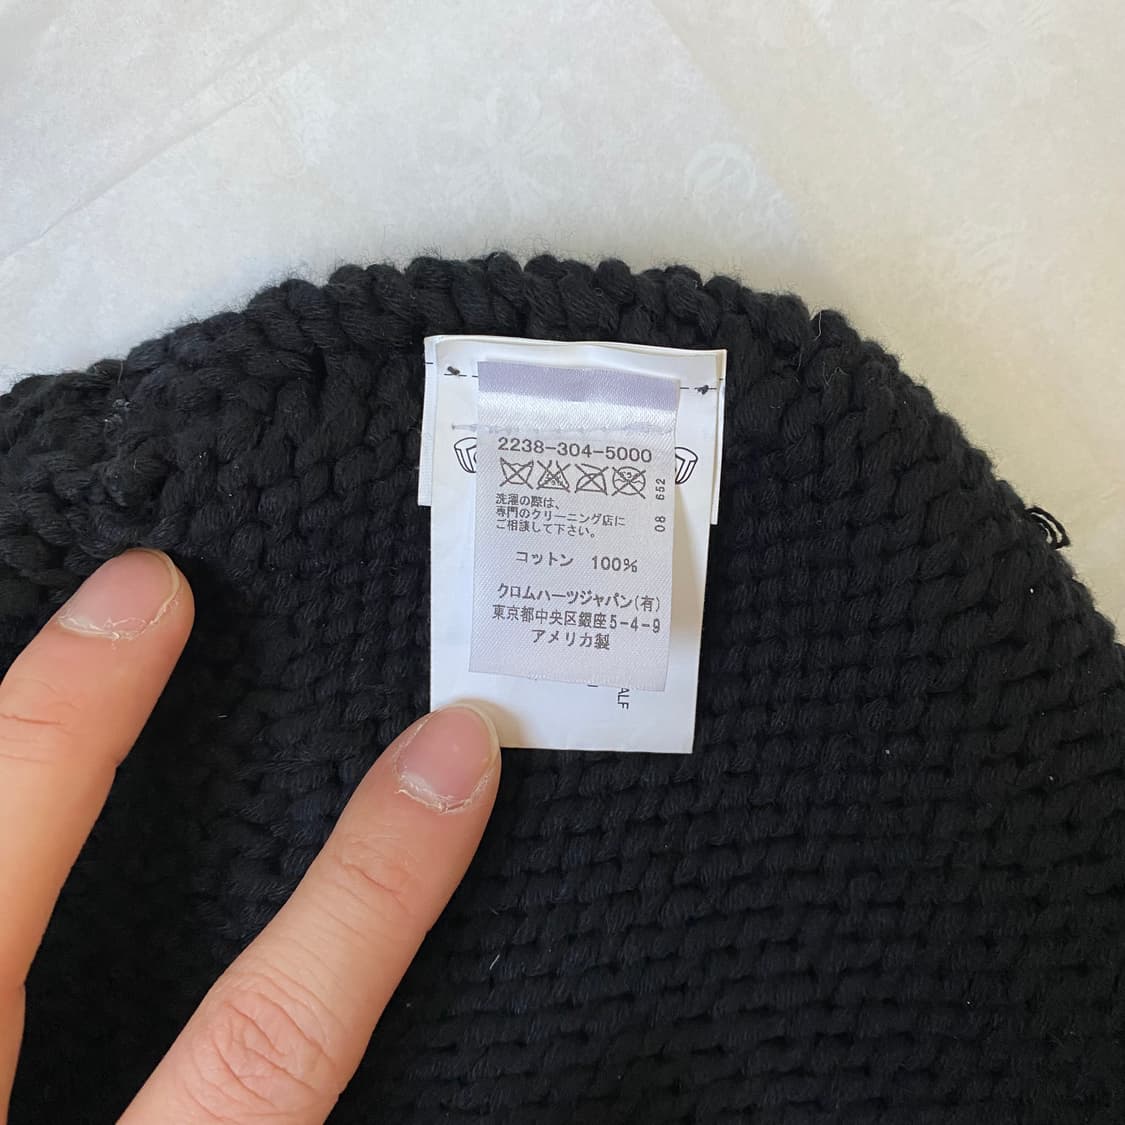 2238-304-5000
洗濯の際は、
専門のクリーニング店に
ご相談して下さい。
08 652
コットン 100%
クロムハーツジャパン(有)
東京都中央区銀座5-4-9
アメリカ製
ALF